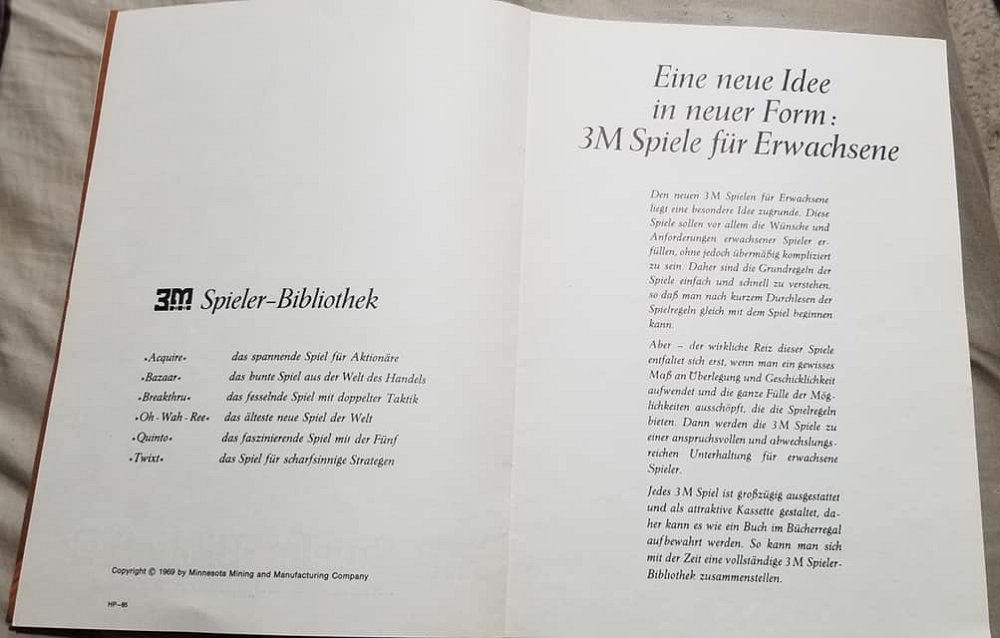 3M Spieler-Bibliothek
»Acquire« das spannende Spiel für Aktionäre
»Bazaar« das bunte Spiel aus der Welt des Handels
»Breakthru« das fesselnde Spiel mit doppelter Taktik
»Oh-Wah-Ree« das älteste neue Spiel der Welt
»Quinto« das faszinierende Spiel mit der Fünf
»Twixt« das Spiel für scharfsinnige Strategen
Copyright © 1969 by Minnesota Mining and Manufacturing Company
HP-85
Eine neue Idee
in neuer Form:
3M Spiele für Erwachsene
Den neuen 3M Spielen für Erwachsene
liegt eine besondere Idee zugrunde. Diese
Spiele sollen vor allem die Wünsche und
Anforderungen erwachsener Spieler er-
füllen, ohne jedoch übermäßig kompliziert
zu sein. Daher sind die Grundregeln der
Spiele einfach und schnell zu verstehen,
so daß man nach kurzem Durchlesen der
Spielregeln gleich mit dem Spiel beginnen
kann.
Aber – der wirkliche Reiz dieser Spiele
entfaltet sich erst, wenn man ein gewisses
Maß an Überlegung und Geschicklichkeit
aufwendet und die ganze Fülle der Mög-
lichkeiten ausschöpft, die die Spielregeln
bieten. Dann werden die 3M Spiele zu
einer anspruchsvollen und abwechslungs-
reichen Unterhaltung für erwachsene
Spieler.
Jedes 3M Spiel ist großzügig ausgestattet
und als attraktive Kassette gestaltet, da-
her kann es wie ein Buch im Bücherregal
aufbewahrt werden. So kann man sich
mit der Zeit eine vollständige 3M Spieler-
Bibliothek zusammenstellen.